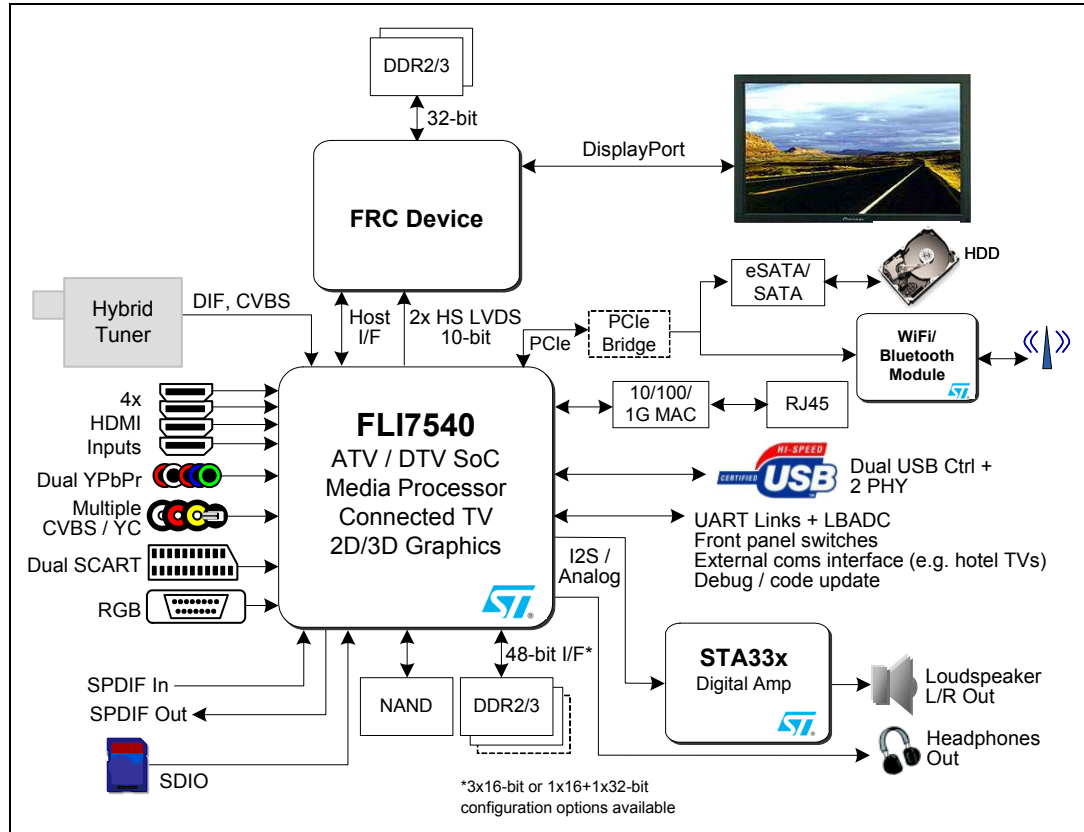 DDR2/3
32-bit
DisplayPort
FRC Device
Pioneer
HDD
eSATA/
SATA
Hybrid
Tuner
DIF, CVBS
Host
I/F
2x HS LVDS
10-bit
PCIe
PCIe
Bridge
WiFi/
Bluetooth
Module
ST
4x
HDMI
Inputs
FLI7540
ATV / DTV SoC
Media Processor
Connected TV
2D/3D Graphics
ST
10/100/
1G MAC
RJ45
Dual YPbPr
HI-SPEED
CERTIFIED
USB
Dual USB Ctrl +
2 PHY
Multiple
CVBS / YC
UART Links + LBADC
Front panel switches
External coms interface (e.g. hotel TVs)
Debug / code update
Dual SCART
I2S /
Analog
RGB
48-bit I/F*
STA33x
Digital Amp
ST
Loudspeaker
L/R Out
SPDIF In
SPDIF Out
NAND
DDR2/3
Headphones
Out
SDIO
*3x16-bit or 1x16+1x32-bit
configuration options available